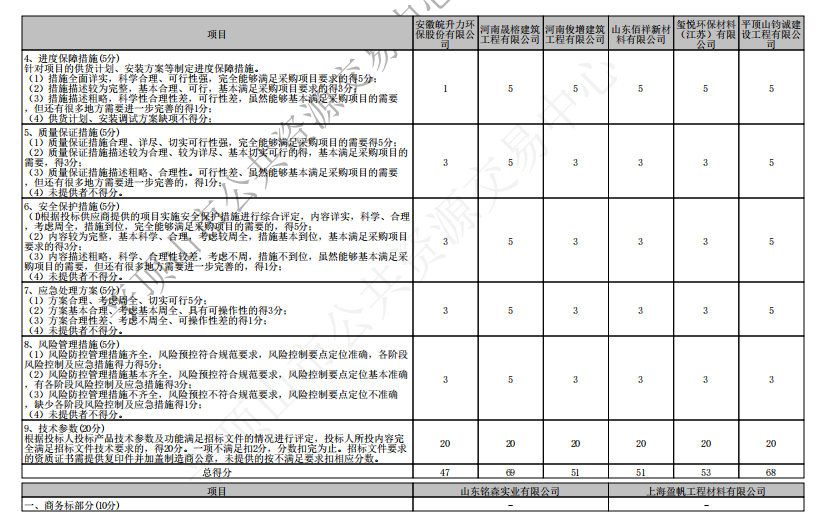 项目
安徽皖升力环
保股份有限公
司
河南晟榕建筑
工程有限公司
河南俊增建筑
工程有限公司
山东佰祥新材
料有限公司
玺悦环保材料
（江苏）有限
公司
平顶山钧诚建
设工程有限公司
4、进度保障措施(5分)
针对项目的供货计划、安装方案等制定进度保障措施。
（1）措施全面详实，科学合理、可行性强，完全能够满足采购项目要求的得5分；
（2）措施描述较为完整，基本合理、可行，基本满足采购项目要求的得3分；
（3）措施描述粗略，科学性合理性差，可行性差，虽然能够基本满足采购项目的需要
，但还有很多地方需要进一步完善的得1分；
（4）供货计划、安装调试方案缺项不得分；
1 5 5 5 5 5
5、质量保证措施(5分)
（1）质量保证措施合理、详尽、切实可行性强，完全能够满足采购项目的需要得5分；
（2）质量保证措施描述较为合理、较为详尽、基本切实可行的得，基本满足采购项目的
需要，得3分；
（3）质量保证措施描述粗略、合理性。可行性差、虽然能够基本满足采购项目的需要
，但还有很多地方需要进一步完善的，得1分；
（4）未提供者不得分。
3 5 3 3 3 5
6、安全保护措施(5分)
（1)根据投标供应商提供的项目实施安全保护措施进行综合评定，内容详实，科学、合理
，考虑周全，措施到位，完全能够满足采购项目的需要的，得5分；
（2）内容较为完整，基本科学、合理，考虑较周全，措施基本到位，基本满足采购项目
要求的得3分；
（3）内容描述粗略，科学、合理性较差，考虑不周，措施不到位，虽然能够基本满足采
购项目的需要，但还有很多地方需要进一步完善的，得1分；
（4）未提供者不得分。
3 5 3 3 3 5
7、应急处理方案(5分)
（1）方案合理、考虑周全、切实可行5分；
（2）方案基本合理、考虑基本周全、具有可操作性的得3分；
（3）方案合理性差、考虑不周全、可操作性差的得1分；
（4）未提供者不得分。
3 5 3 3 3 5
8、风险管理措施(5分)
（1）风险防控管理措施齐全，风险预控符合规范要求，风险控制要点定位准确，各阶段
风险控制及应急措施得力得5分；
（2）风险防控管理措施基本齐全，风险预控符合规范要求，风险控制要点定位基本准确
，有各阶段风险控制及应急措施得3分；
（3）风险防控管理措施不齐全，风险预控不符合规范要求，风险控制要点定位不准确
，缺少各阶段风险控制及应急措施得1分；
（4）未提供者不得分。
3 5 3 3 3 3
9、技术参数(20分)
根据投标人投标产品技术参数及功能满足招标文件的情况进行评定，投标人所投内容完
全满足招标文件技术要求的，得20分。一项不满足扣2分，分数扣完为止。招标文件要求
的资质证书需提供复印件并加盖制造商公章，未提供的按不满足要求扣相应分数。
20 20 20 20 20 20
总得分 47 69 51 51 53 68
项目 山东铭森实业有限公司 上海盈帆工程材料有限公司
一、商务标部分(10分) - -
平顶山市公共资源交易中心
顶山市公共资源交易中心